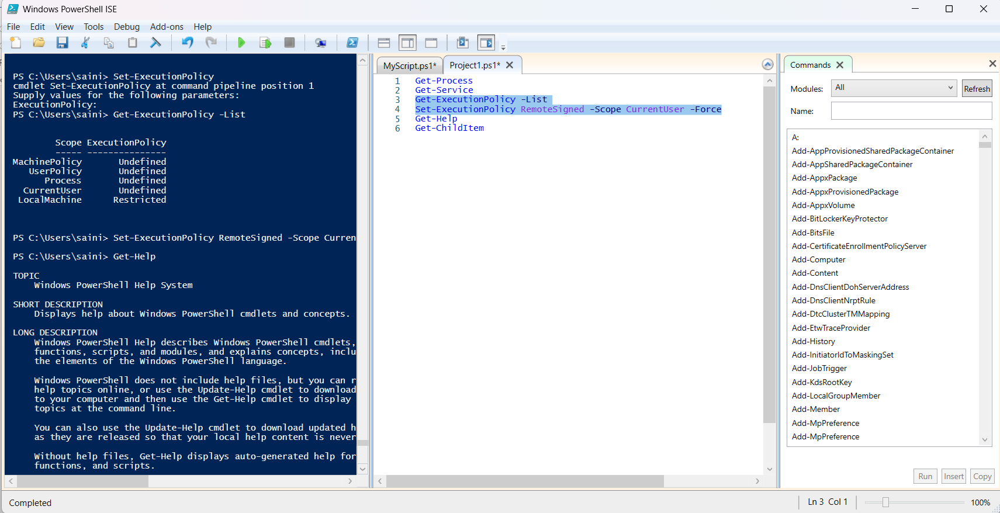 Windows PowerShell ISE
File Edit View Tools Debug Add-ons Help
PS C:\Users\saini> Set-ExecutionPolicy
cmdlet Set-ExecutionPolicy at command pipeline position 1
Supply values for the following parameters:
ExecutionPolicy:
PS C:\Users\saini> Get-ExecutionPolicy -List
Scope ExecutionPolicy
----- ---------------
MachinePolicy Undefined
UserPolicy Undefined
Process Undefined
CurrentUser Undefined
LocalMachine Restricted
PS C:\Users\saini> Set-ExecutionPolicy RemoteSigned -Scope Curren
PS C:\Users\saini> Get-Help
TOPIC
Windows PowerShell Help System
SHORT DESCRIPTION
Displays help about Windows PowerShell cmdlets and concepts.
LONG DESCRIPTION
Windows PowerShell Help describes Windows PowerShell cmdlets,
functions, scripts, and modules, and explains concepts, inclu
the elements of the Windows PowerShell language.
Windows PowerShell does not include help files, but you can r
help topics online, or use the Update-Help cmdlet to download
to your computer and then use the Get-Help cmdlet to display
topics at the command line.
You can also use the Update-Help cmdlet to download updated h
as they are released so that your local help content is never
Without help files, Get-Help displays auto-generated help for
functions, and scripts.
MyScript.ps1* Project1.ps1*
1 Get-Process
2 Get-Service
3 Get-ExecutionPolicy -List
4 Set-ExecutionPolicy RemoteSigned -Scope CurrentUser -Force
5 Get-Help
6 Get-ChildItem
Commands
Modules: All Refresh
Name:
A:
Add-AppProvisionedSharedPackageContainer
Add-AppSharedPackageContainer
Add-AppxPackage
Add-AppxProvisionedPackage
Add-AppxVolume
Add-BitLockerKeyProtector
Add-BitsFile
Add-CertificateEnrollmentPolicyServer
Add-Computer
Add-Content
Add-DnsClientDohServerAddress
Add-DnsClientNrptRule
Add-DtcClusterTMMapping
Add-EtwTraceProvider
Add-History
Add-InitiatorIdToMaskingSet
Add-JobTrigger
Add-KdsRootKey
Add-LocalGroupMember
Add-Member
Add-MpPreference
Add-MpPreference
Run Insert Copy
Completed
Ln 3 Col 1 100%